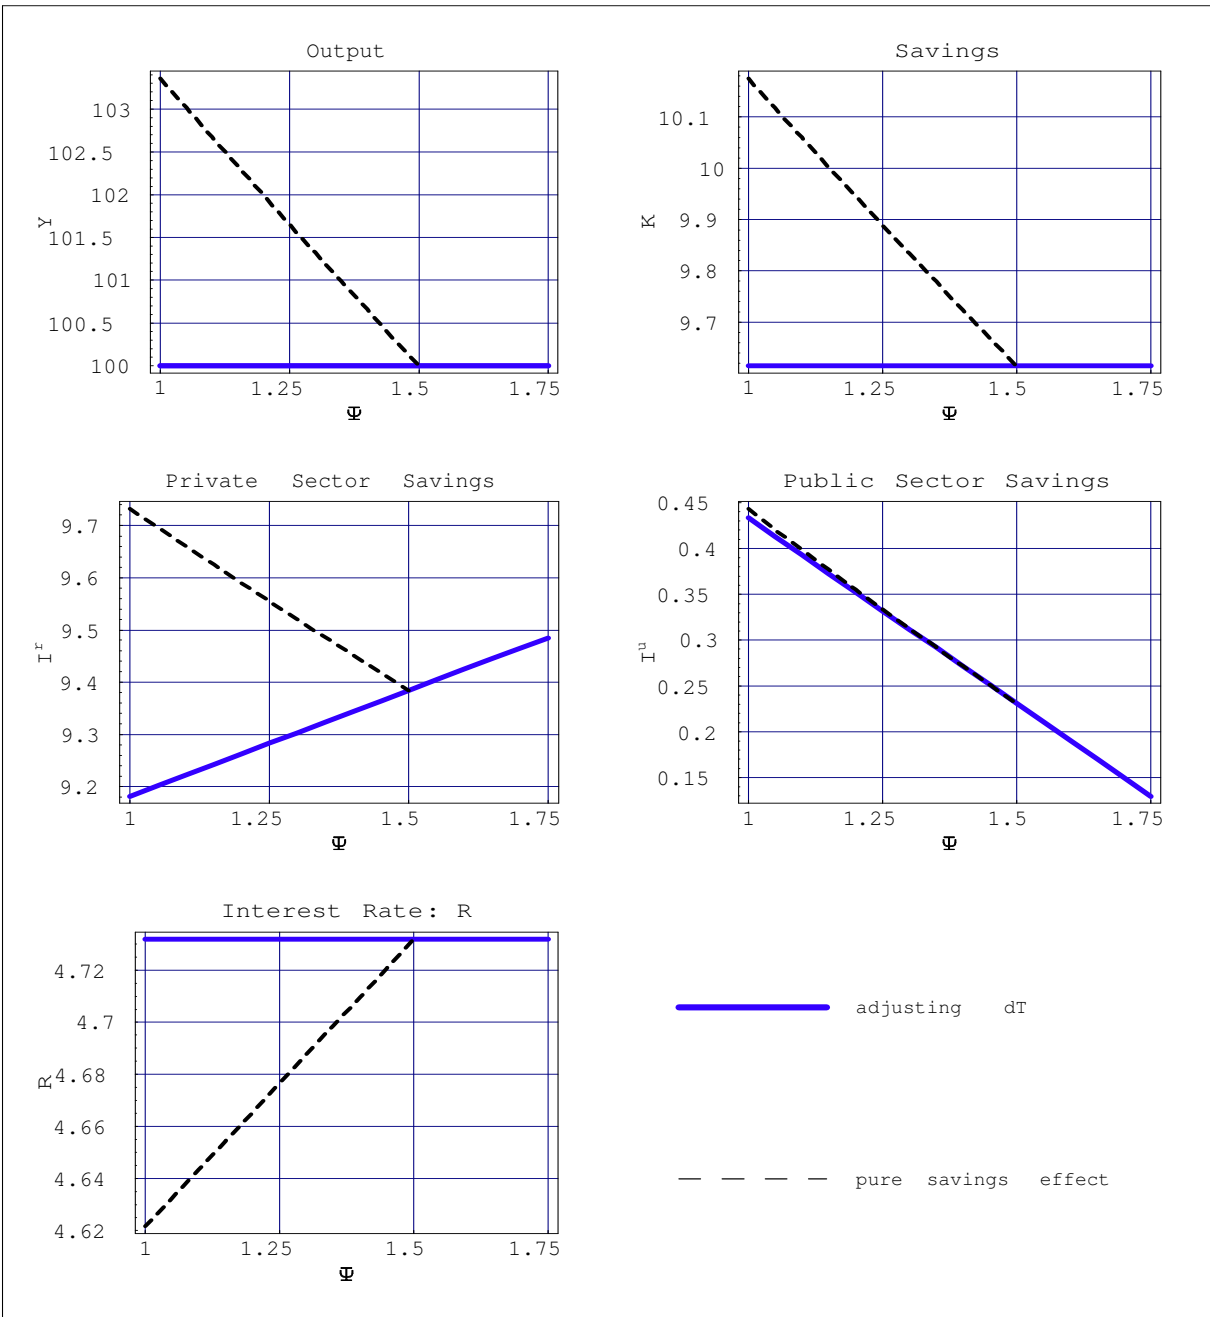 Output
Y
103
102.5
102
101.5
101
100.5
100
1 1.25 1.5 1.75
Ψ
Savings
K
10.1
10
9.9
9.8
9.7
1 1.25 1.5 1.75
Ψ
Private Sector Savings
I^r
9.7
9.6
9.5
9.4
9.3
9.2
1 1.25 1.5 1.75
Ψ
Public Sector Savings
I^u
0.45
0.4
0.35
0.3
0.25
0.2
0.15
1 1.25 1.5 1.75
Ψ
Interest Rate: R
R
4.72
4.7
4.68
4.66
4.64
4.62
1 1.25 1.5 1.75
Ψ
adjusting dT
pure savings effect